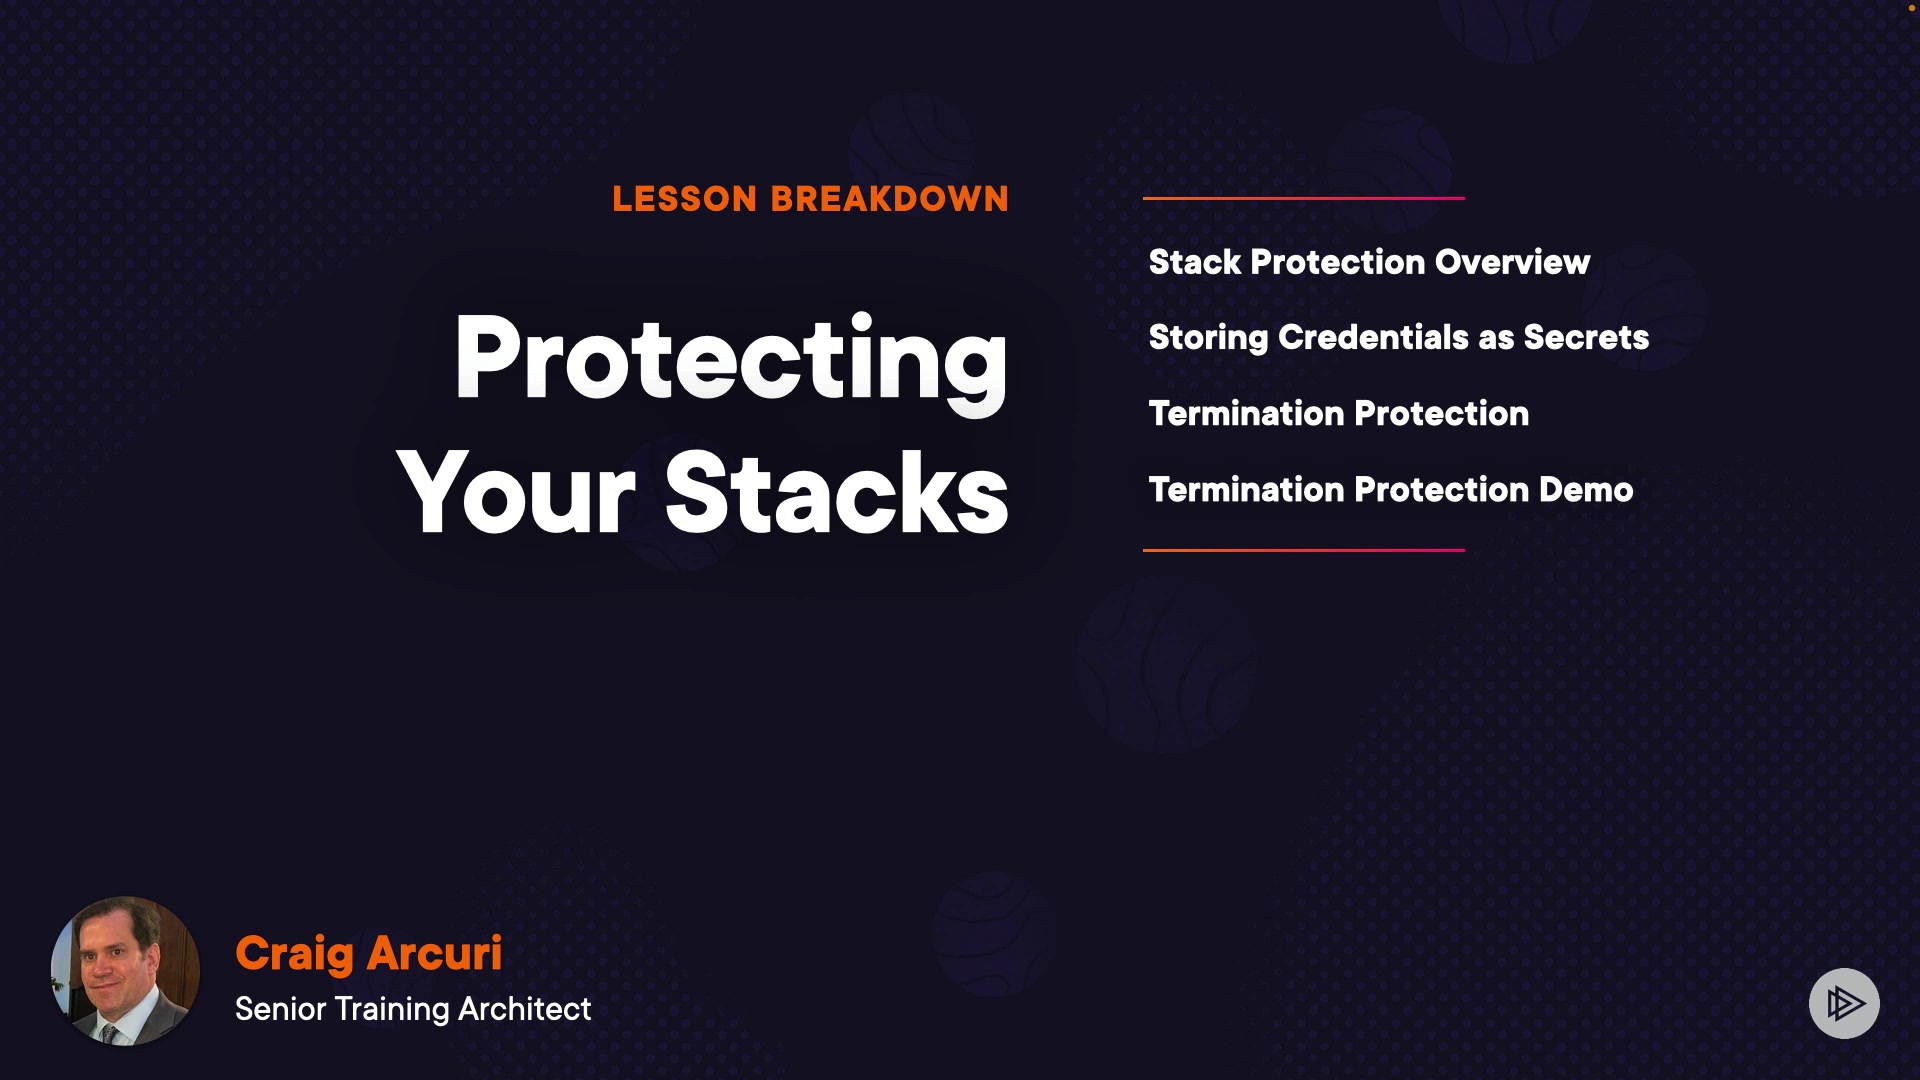 LESSON BREAKDOWN
Protecting
Your Stacks
Stack Protection Overview
Storing Credentials as Secrets
Termination Protection
Termination Protection Demo
Craig Arcuri
Senior Training Architect